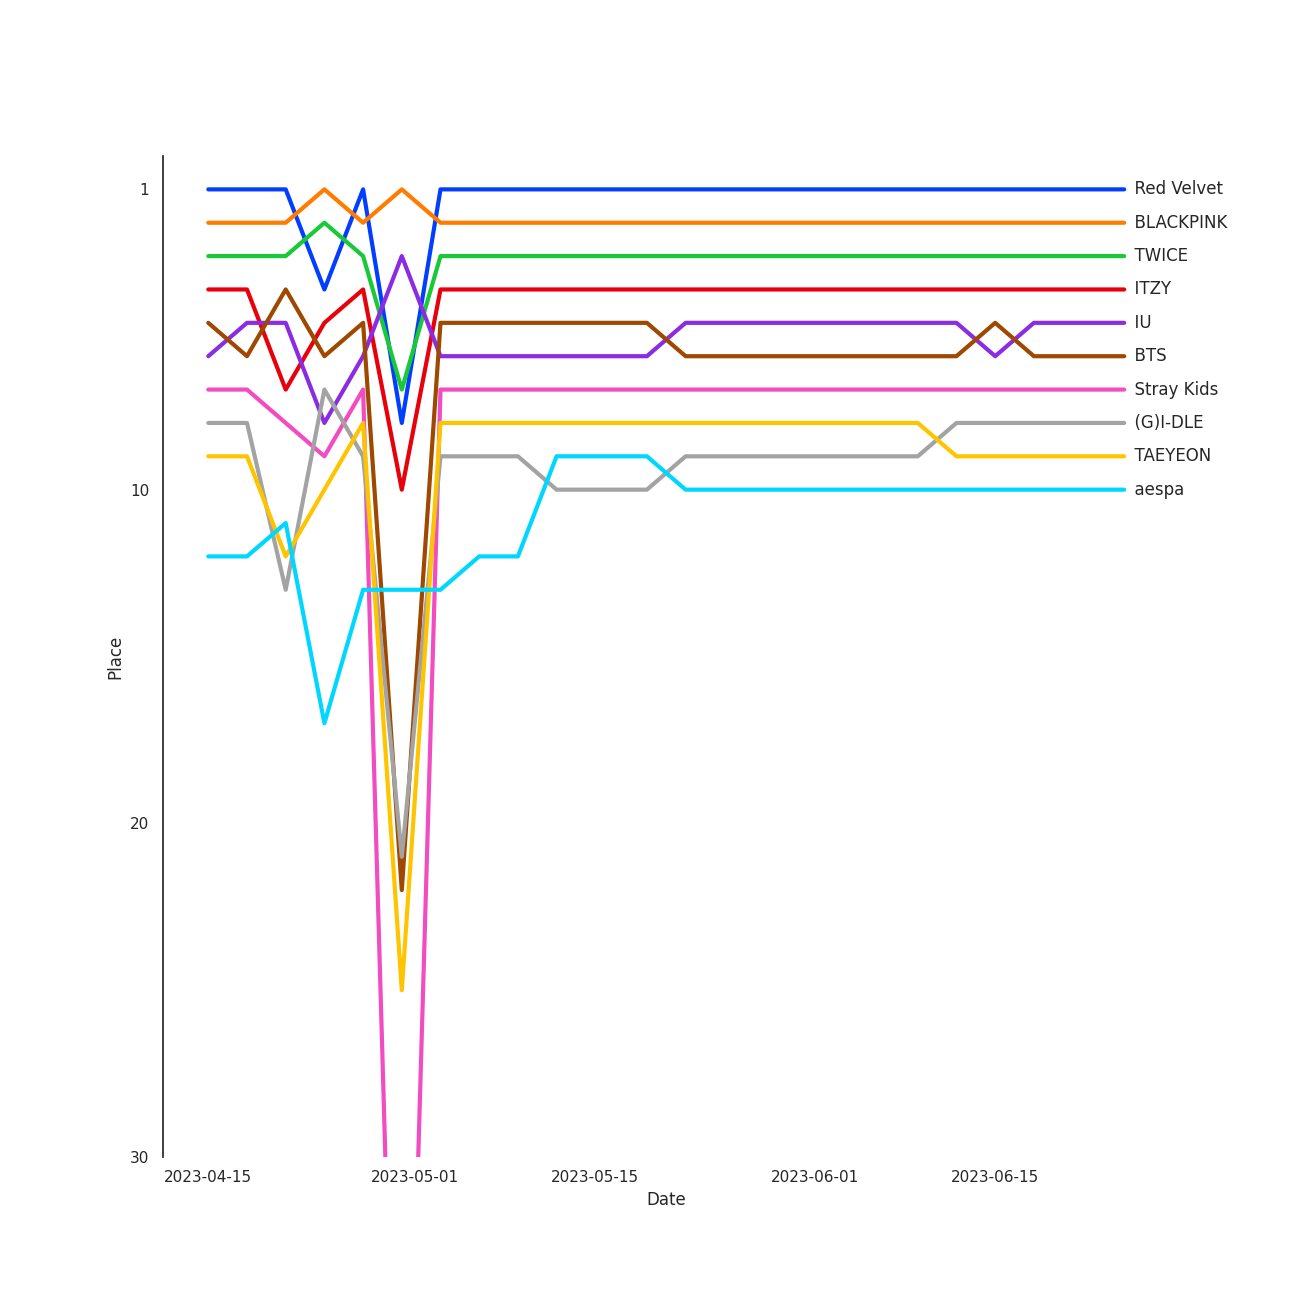 1
10
20
30
Place
2023-04-15
2023-05-01
2023-05-15
2023-06-01
2023-06-15
Date
Red Velvet
BLACKPINK
TWICE
ITZY
IU
BTS
Stray Kids
(G)I-DLE
TAEYEON
aespa